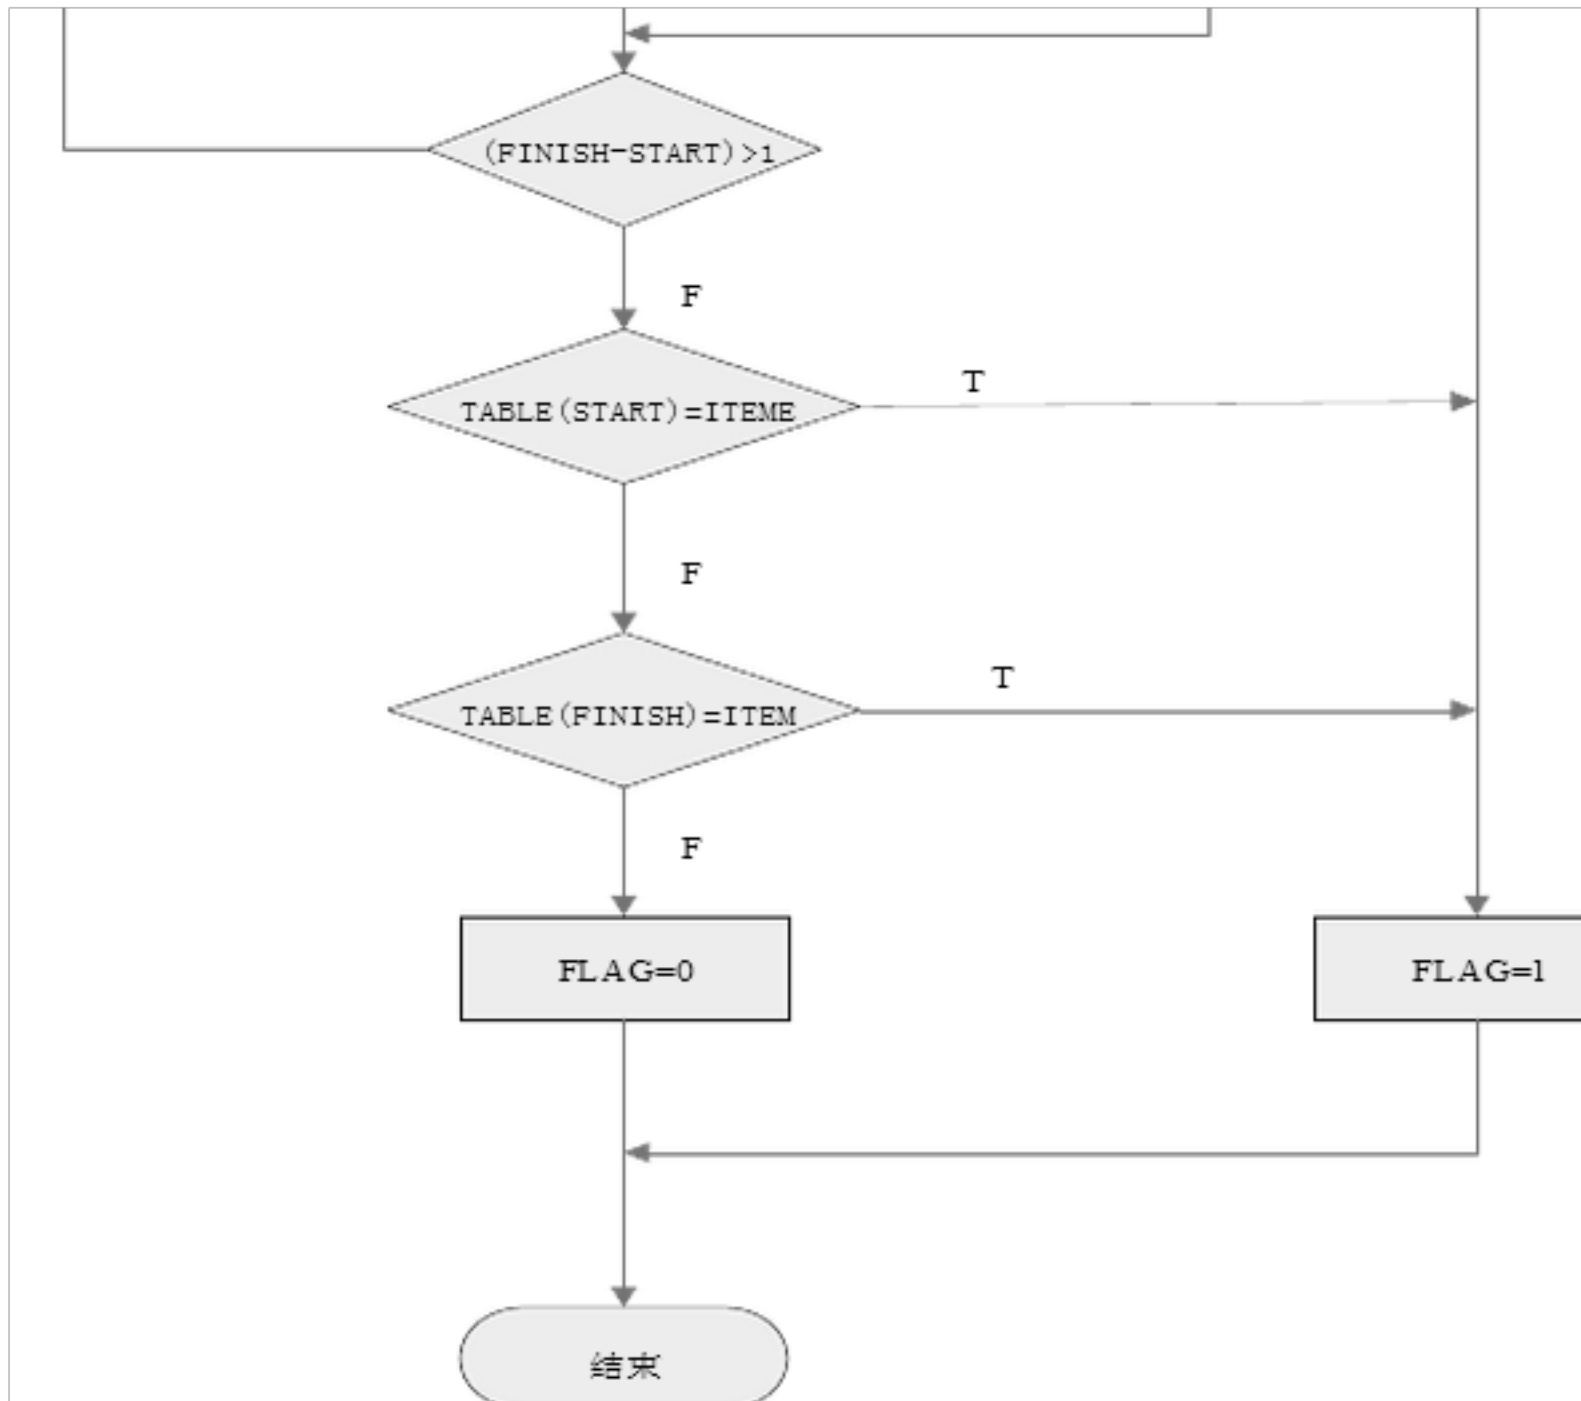 (FINISH-START)>1
F
TABLE(START)=ITEME
T
F
TABLE(FINISH)=ITEM
T
F
FLAG=0
FLAG=1
结束